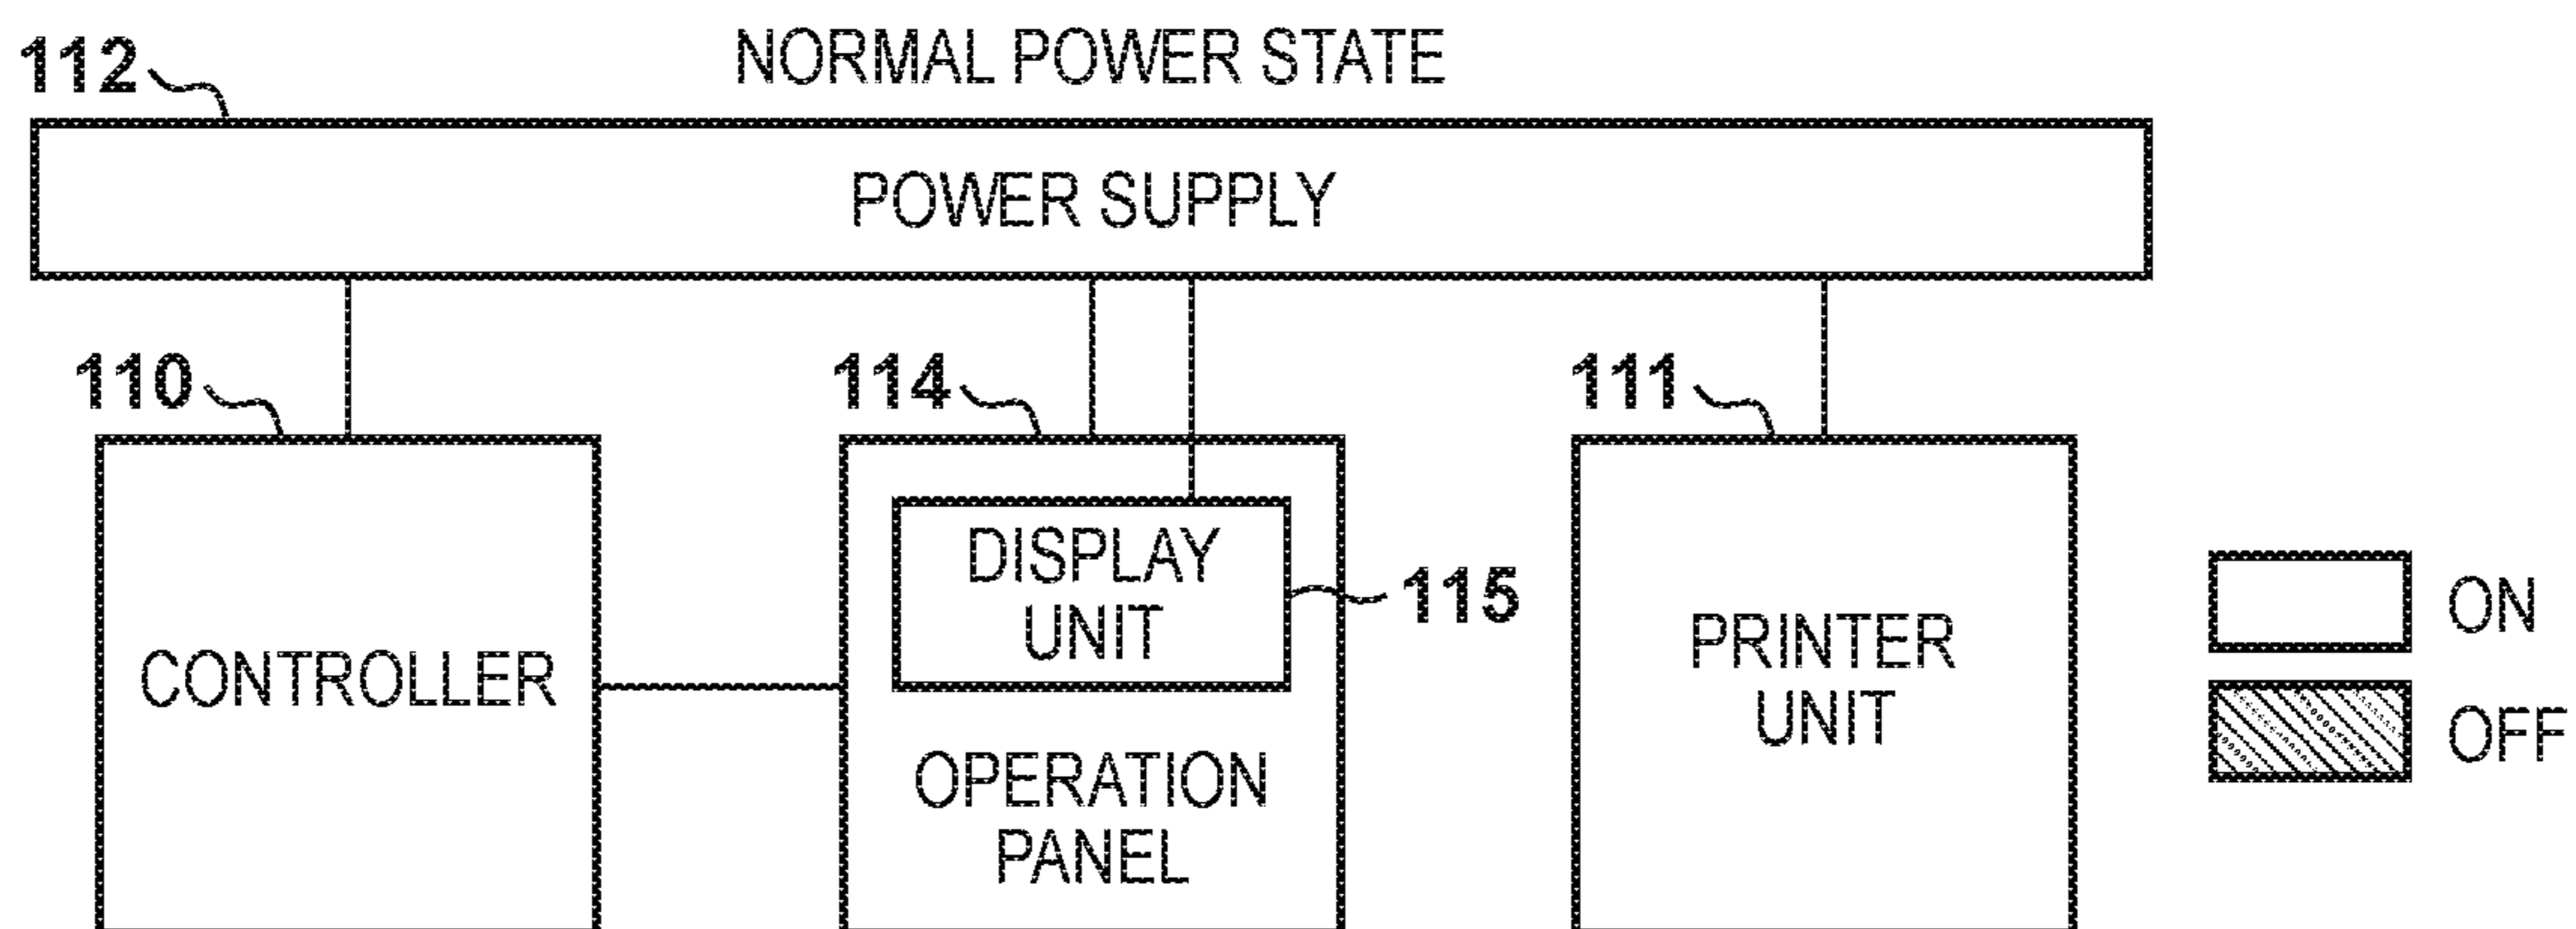 NORMAL POWER STATE
112
POWER SUPPLY
110
114
111
DISPLAY
UNIT
115
CONTROLLER
OPERATION
PANEL
PRINTER
UNIT
ON
OFF